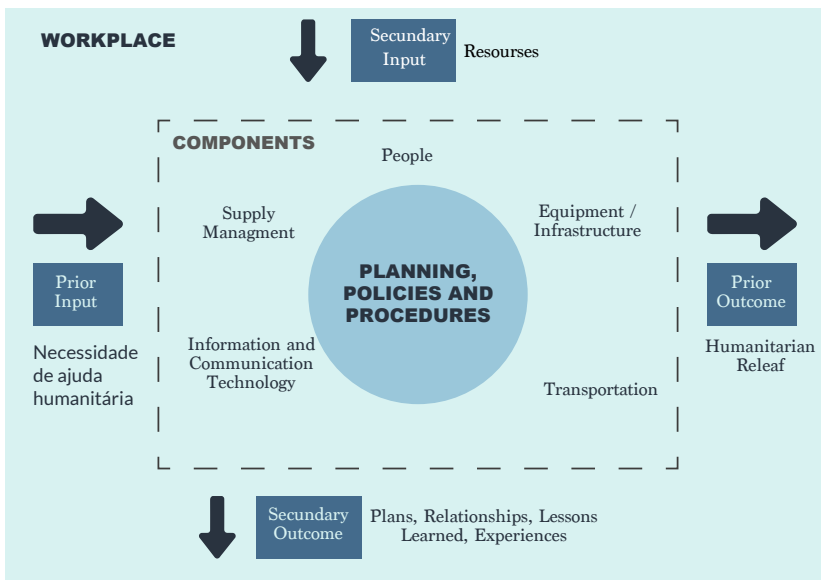 WORKPLACE
Secundary
Input
Resourses
COMPONENTS
People
Supply
Managment
Equipment /
Infrastructure
PLANNING,
POLICIES AND
PROCEDURES
Prior
Input
Necessidade
de ajuda
humanitária
Prior
Outcome
Humanitarian
Releaf
Information and
Communication
Technology
Transportation
Secundary
Outcome
Plans, Relationships, Lessons
Learned, Experiences